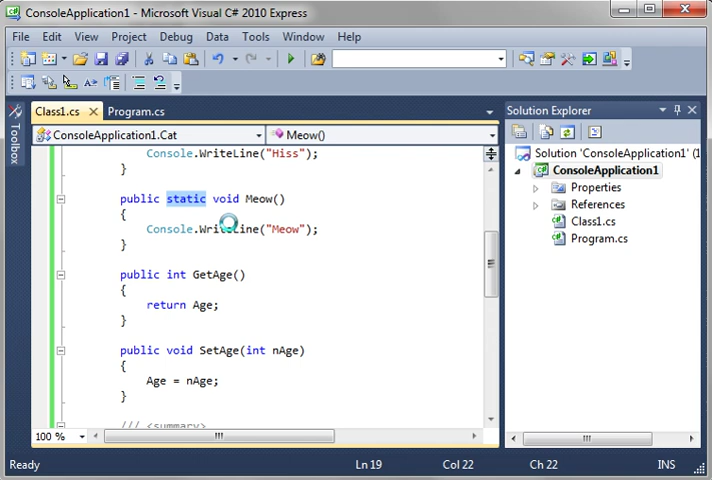 ConsoleApplication1 - Microsoft Visual C# 2010 Express
File Edit View Project Debug Data Tools Window Help
Class1.cs Program.cs
ConsoleApplication1.Cat Meow()
Console.WriteLine("Hiss");
}
public static void Meow()
{
Console.WriteLine("Meow");
}
public int GetAge()
{
return Age;
}
public void SetAge(int nAge)
{
Age = nAge;
}
/// <summary>
100 %
Toolbox
Solution Explorer
Solution 'ConsoleApplication1' (
ConsoleApplication1
Properties
References
Class1.cs
Program.cs
Ready Ln 19 Col 22 Ch 22 INS